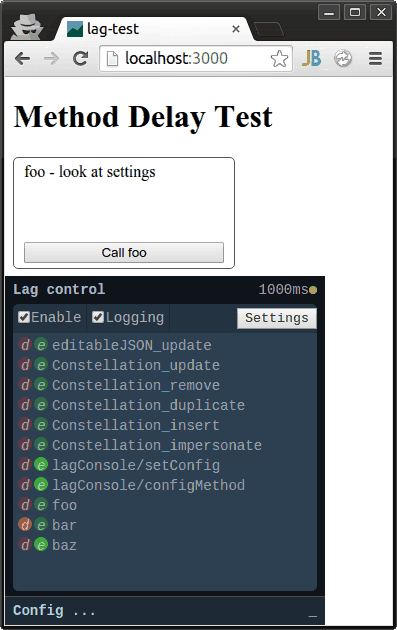 lag-test
localhost:3000
JB
Method Delay Test
foo - look at settings
Call foo
Lag control 1000ms
Enable Logging Settings
d e editableJSON_update
d e Constellation_update
d e Constellation_remove
d e Constellation_duplicate
d e Constellation_insert
d e Constellation_impersonate
d e lagConsole/setConfig
d e lagConsole/configMethod
d e foo
d e bar
d e baz
Config ... _